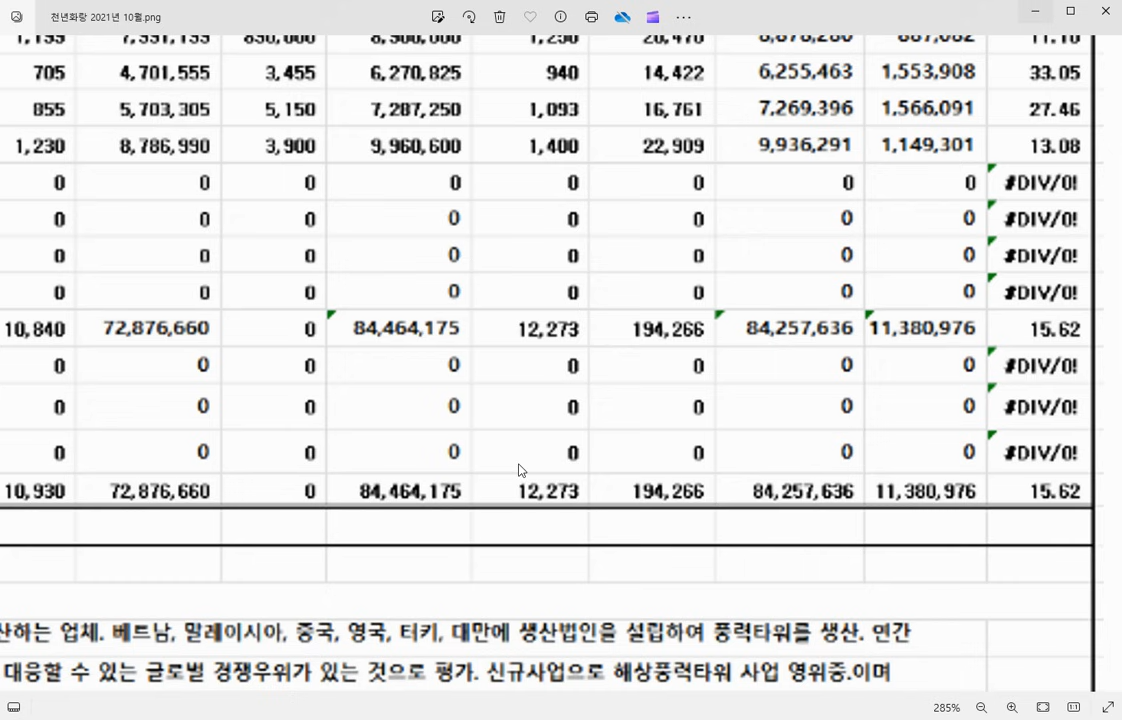 천년화랑 2021년 10월.png
705 4,701,555 3,455 6,270,825 940 14,422 6,255,463 1,553,908 33.05
855 5,703,305 5,150 7,287,250 1,093 16,761 7,269,396 1,566,091 27.46
1,230 8,786,990 3,900 9,960,600 1,400 22,909 9,936,291 1,149,301 13.08
0 0 0 0 0 0 0 0 #DIV/0!
0 0 0 0 0 0 0 0 #DIV/0!
0 0 0 0 0 0 0 0 #DIV/0!
0 0 0 0 0 0 0 0 #DIV/0!
10,840 72,876,660 0 84,464,175 12,273 194,266 84,257,636 11,380,976 15.62
0 0 0 0 0 0 0 0 #DIV/0!
0 0 0 0 0 0 0 0 #DIV/0!
0 0 0 0 0 0 0 0 #DIV/0!
10,930 72,876,660 0 84,464,175 12,273 194,266 84,257,636 11,380,976 15.62
산하는 업체. 베트남, 말레이시아, 중국, 영국, 터키, 대만에 생산법인을 설립하여 풍력타워를 생산. 연간
대응할 수 있는 글로벌 경쟁우위가 있는 것으로 평가. 신규사업으로 해상풍력타워 사업 영위중.이며
285%